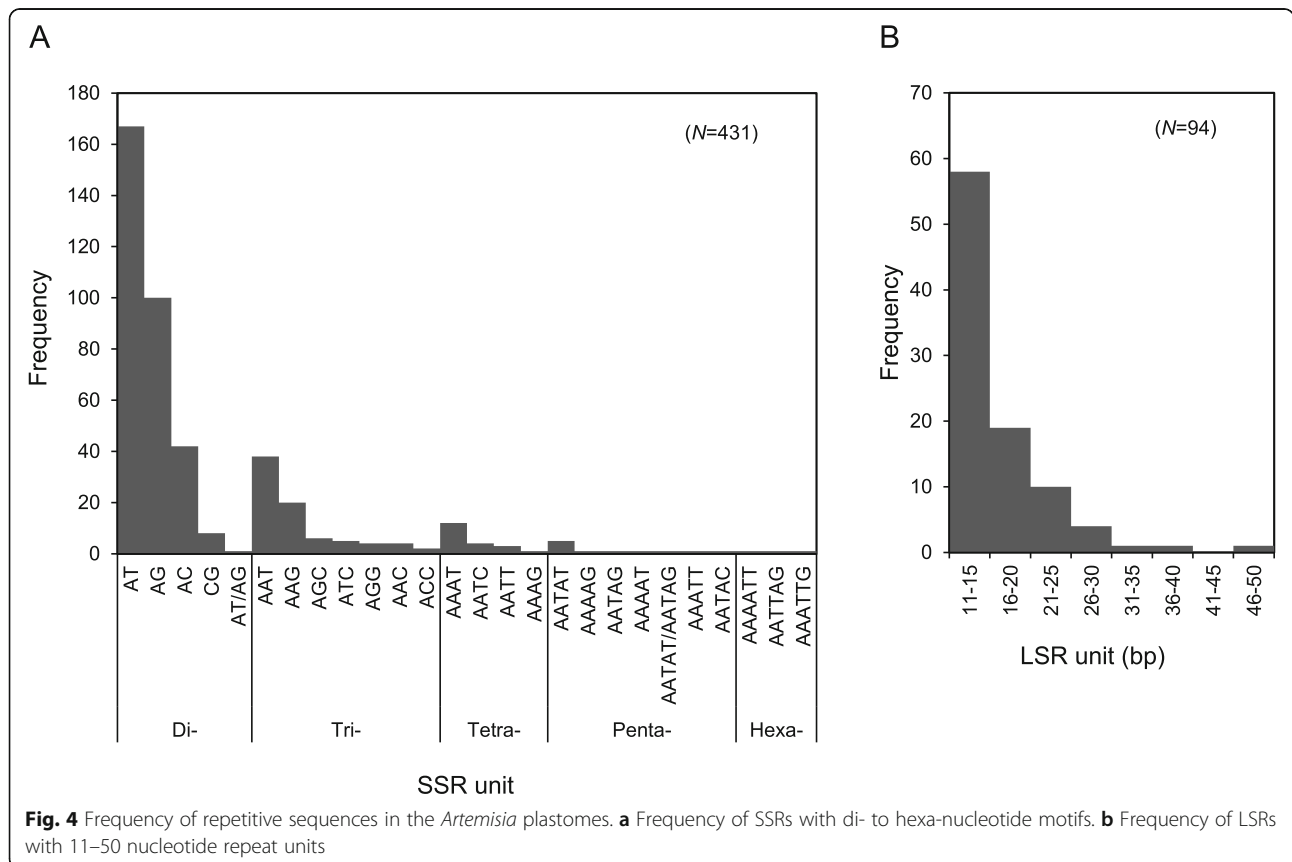 A
180
160
140
120
100
80
60
40
20
0
Frequency
(N=431)
AT
AG
AC
CG
AT/AG
AAT
AAG
AGC
ATC
AGG
AAC
ACC
AAAT
AATC
AATT
AAAG
AATAT
AAAAG
AATAG
AAAAT
AATAT/AATAG
AAATT
AATAC
AAAATT
AATTAG
AAATTG
Di-
Tri-
Tetra-
Penta-
Hexa-
SSR unit
B
70
60
50
40
30
20
10
0
Frequency
(N=94)
11-15
16-20
21-25
26-30
31-35
36-40
41-45
46-50
LSR unit (bp)
Fig. 4 Frequency of repetitive sequences in the Artemisia plastomes. a Frequency of SSRs with di- to hexa-nucleotide motifs. b Frequency of LSRs
with 11–50 nucleotide repeat units